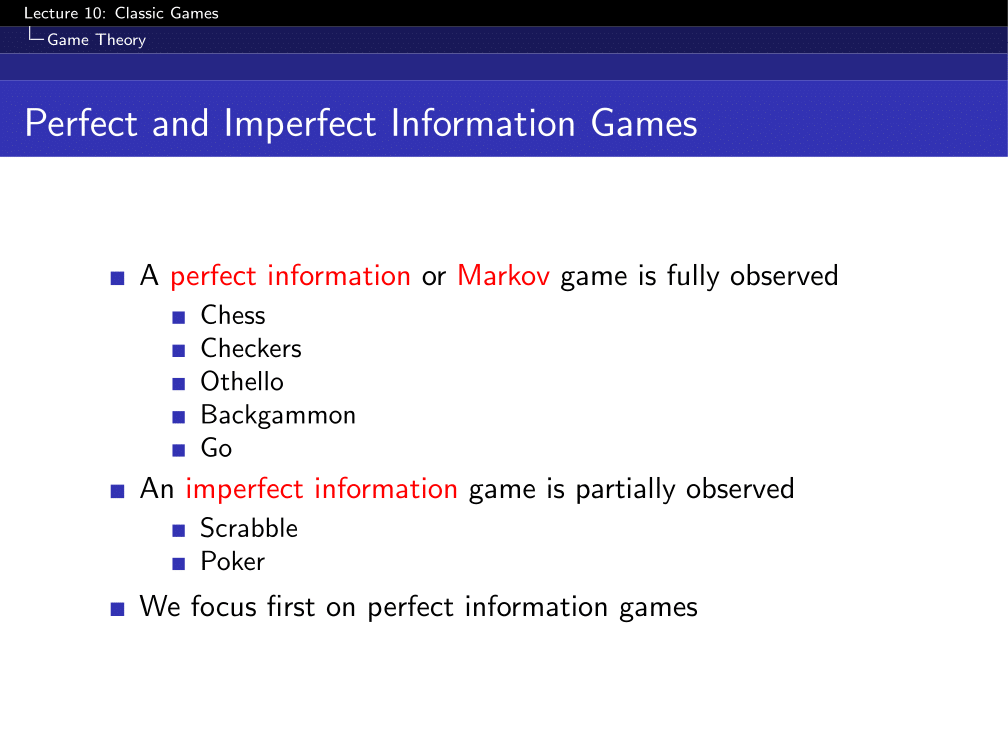 Lecture 10: Classic Games
Game Theory
Perfect and Imperfect Information Games
A perfect information or Markov game is fully observed
Chess
Checkers
Othello
Backgammon
Go
An imperfect information game is partially observed
Scrabble
Poker
We focus first on perfect information games